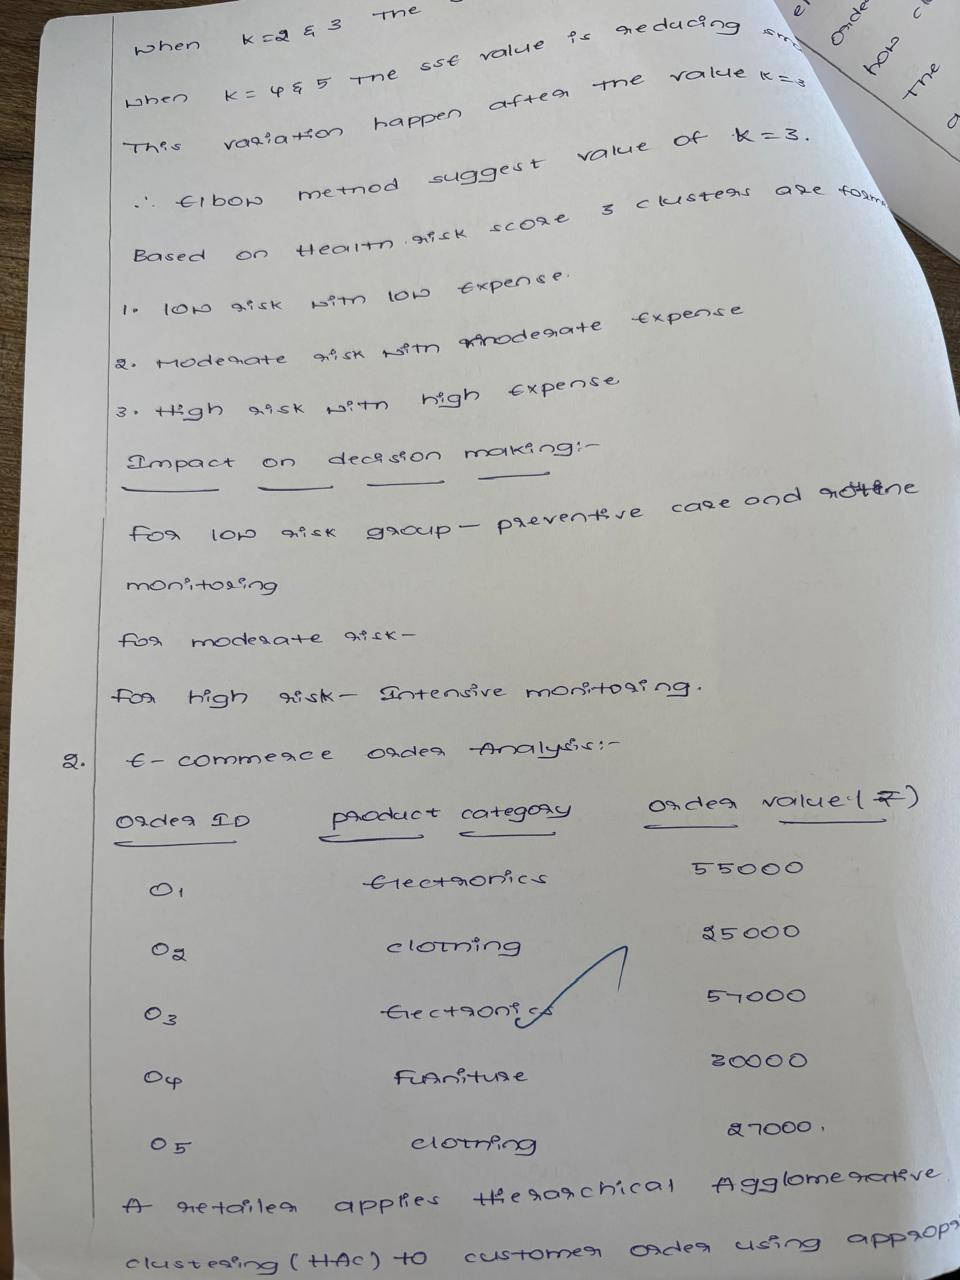 when k=2 & 3 The
when k= 4 & 5 The sse value is reducing
This variation happen after the value k=3
∴ Elbow method suggest value of k=3.
Based on Health risk score 3 clusters are
1. low risk with low Expense.
2. Moderate risk with moderate Expense
3. High risk with high Expense
Impact on decision making:-
For low risk group- preventive care and
monitoring
for moderate risk-
for high risk- Intensive monitoring.
2. E-commerce order Analysis:-
Order ID product category order value (₹)
O1 Electronics 55000
O2 clothing 25000
O3 Electronics 57000
O4 Furniture 30000
O5 clothing 27000.
A retailer applies Hierarchical Agglomerative
clustering (HAC) to customer order using
order
how
The